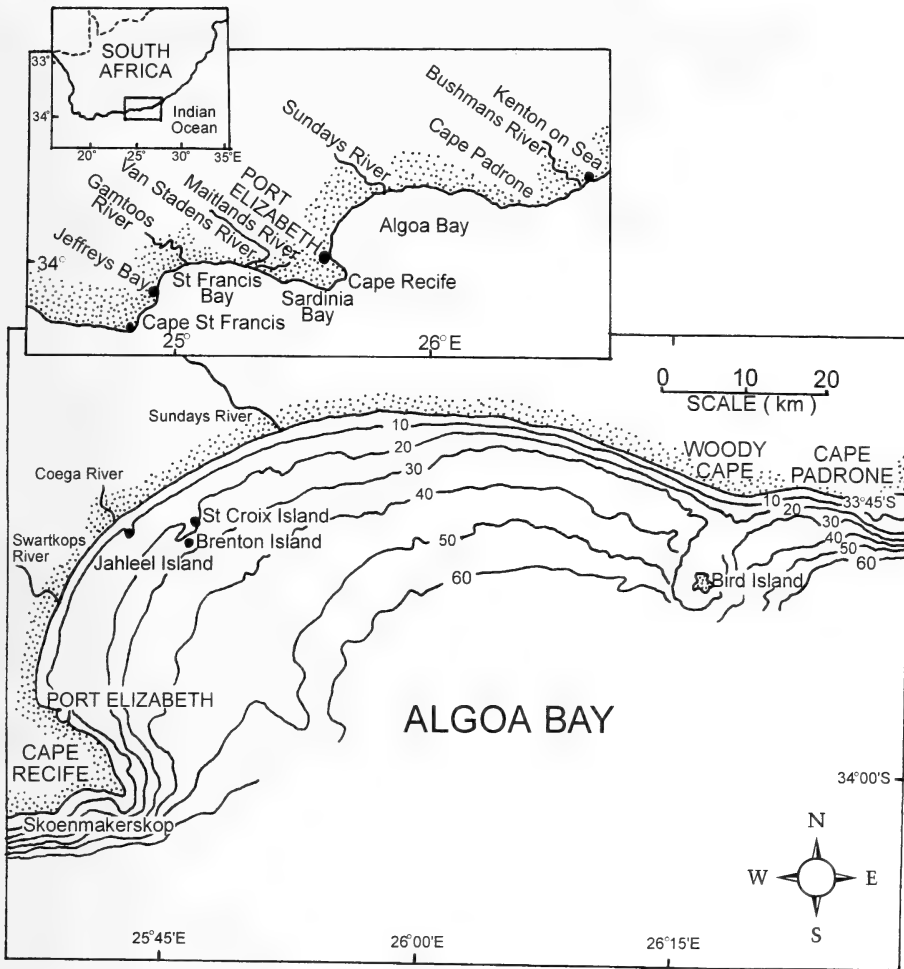 SOUTH
AFRICA
33°
34°
Indian
Ocean
20°
25°
30°
35°E
Kenton on Sea
Bushmans River
Cape Padrone
Sundays River
PORT
ELIZABETH
Maitlands River
Van Stadens River
Gamtoos
River
Jeffreys Bay
Algoa Bay
34°
St Francis
Bay
Sardinia
Bay
Cape Recife
Cape St Francis
25°
26°E
0 10 20
SCALE ( km )
Sundays River
10
20
30
40
50
60
WOODY
CAPE
CAPE
PADRONE
33°45'S
10
20
30
40
50
60
Coega River
St Croix Island
Brenton Island
Swartkops
River
Jahleel Island
Bird Island
PORT ELIZABETH
ALGOA BAY
CAPE
RECIFE
34°00'S
Skoenmakerskop
N
W
E
S
25°45'E
26°00'E
26°15'E